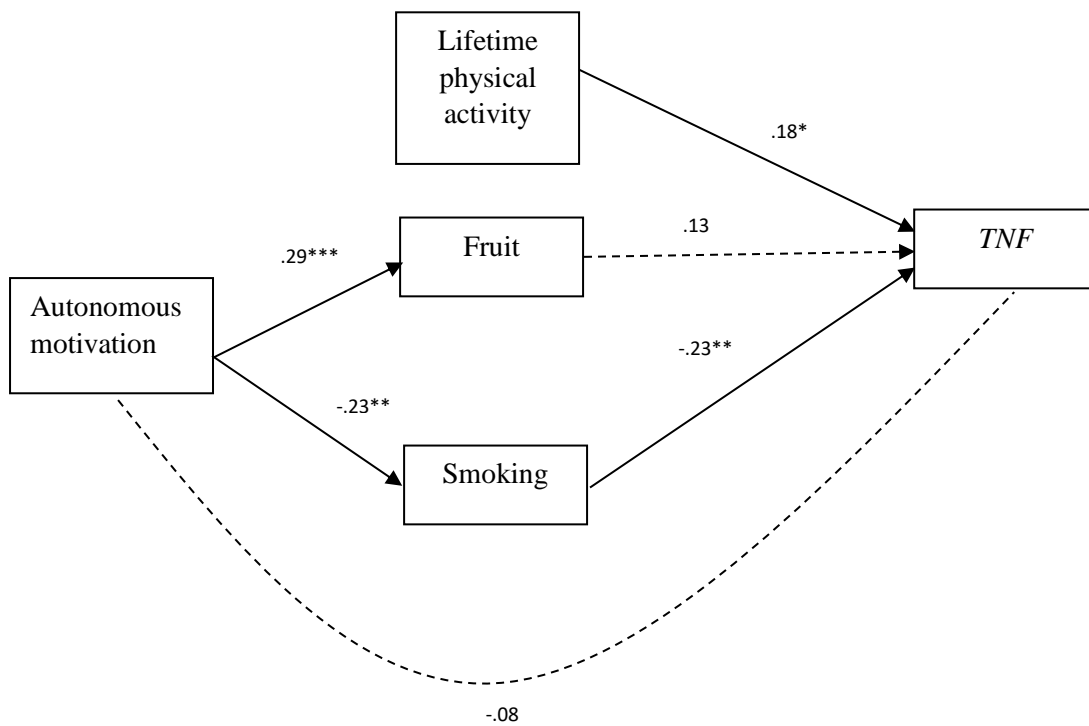 Lifetime
physical
activity
.18*
TNF
Fruit
.13
.29***
Autonomous
motivation
-.23**
-.23**
Smoking
-.08